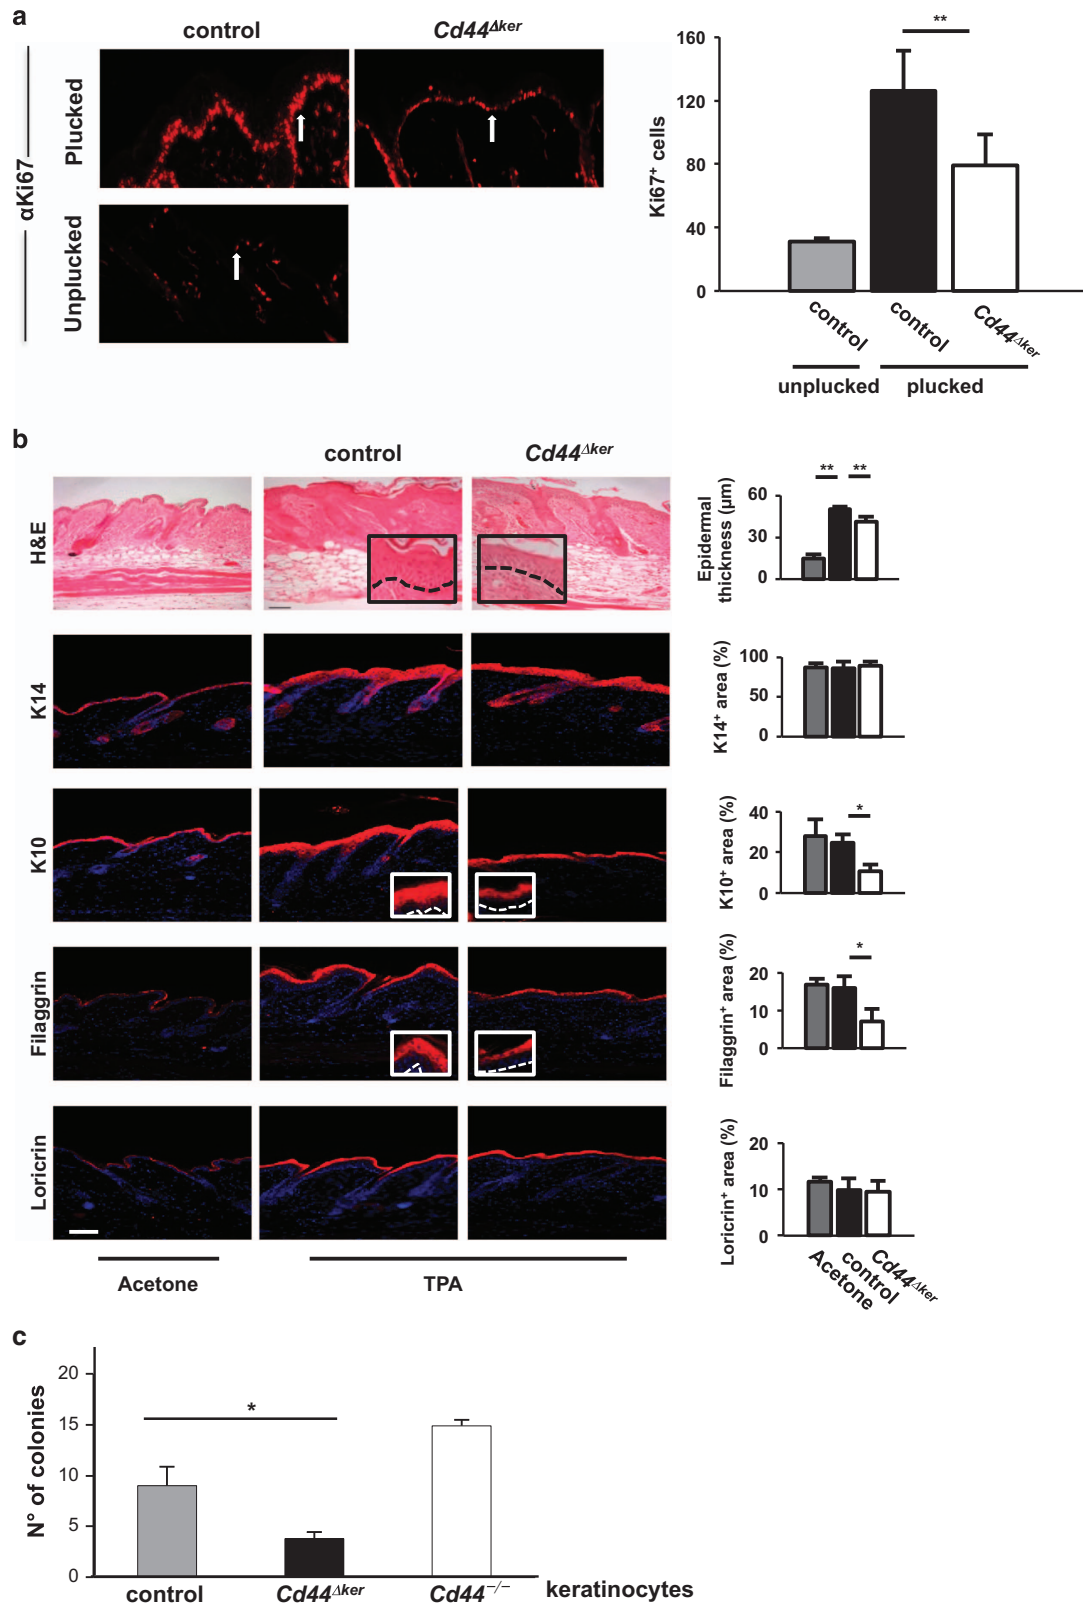 a
control
Cd44Δker
αKi67
Plucked
Unplucked
Ki67+ cells
160
120
80
40
0
**
control
control
Cd44Δker
unplucked
plucked
b
control
Cd44Δker
H&E
K14
K10
Filaggrin
Loricrin
Acetone
TPA
Epidermal
thickness (µm)
60
30
0
** **
K14+ area (%)
100
50
0
K10+ area (%)
40
20
0
*
Filaggrin+ area (%)
20
10
0
*
Loricrin+ area (%)
20
10
0
Acetone
control
Cd44Δker
c
N° of colonies
20
15
10
5
0
*
control
Cd44Δker
Cd44−/−
keratinocytes